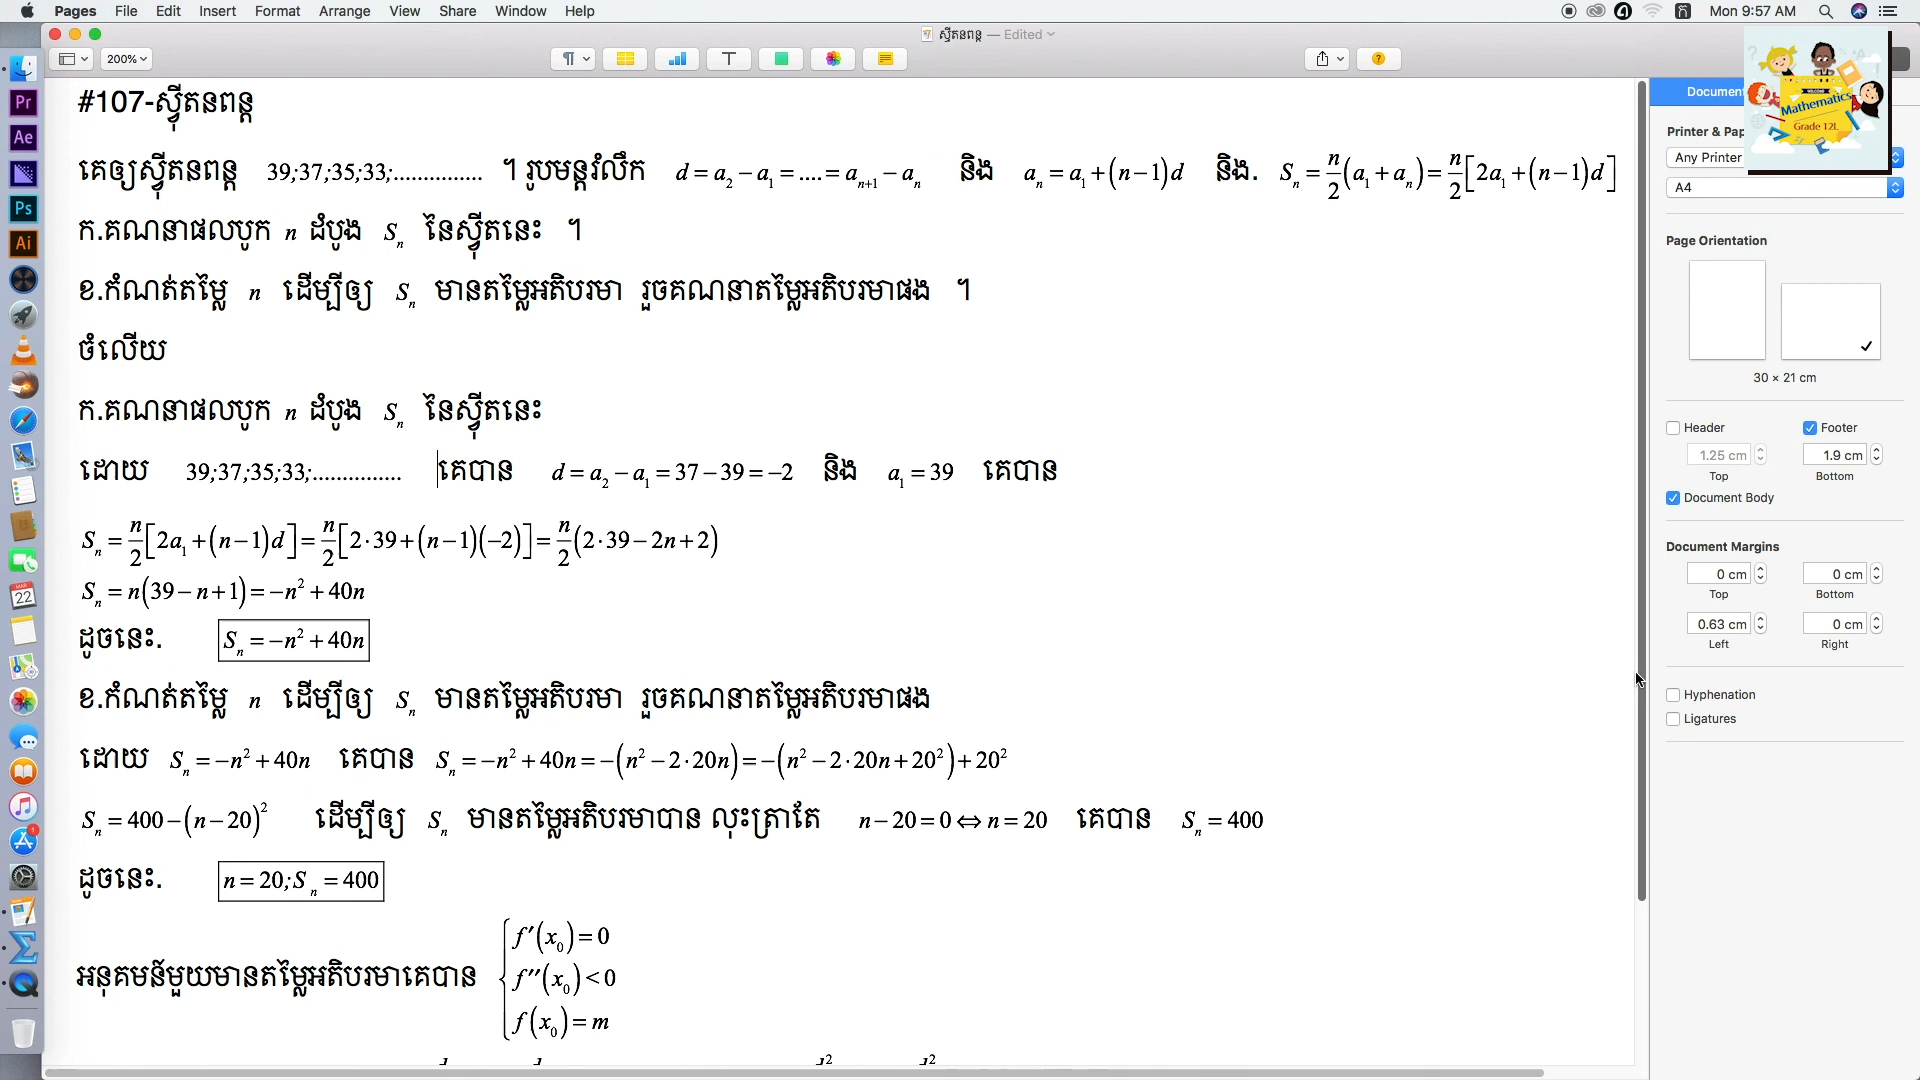 Pages File Edit Insert Format Arrange View Share Window Help Mon 9:57 AM
ស្វ៊ីតនពន្ត — Edited
200%
Document
Mathematics
Grade 12L
#107-ស្វ៊ីតនពន្ត
Printer & Pap
Any Printer
A4
គេឲ្យស្វ៊ីតនពន្ត 39;37;35;33;............... ។ រូបមន្តរំលឹក d=a₂−a₁=....=aₙ₊₁−aₙ និង aₙ=a₁+(n−1)d និង. Sₙ=n/2(a₁+aₙ)=n/2[2a₁+(n−1)d]
ក.គណនាផលបូក n ដំបូង Sₙ នៃស្វ៊ីតនេះ ។
Page Orientation
ខ.កំណត់តម្លៃ n ដើម្បីឲ្យ Sₙ មានតម្លៃអតិបរមា រួចគណនាតម្លៃអតិបរមាផង ។
ចំលើយ
30 × 21 cm
ក.គណនាផលបូក n ដំបូង Sₙ នៃស្វ៊ីតនេះ
Header Footer
1.25 cm 1.9 cm
Top Bottom
ដោយ 39;37;35;33;............... គេបាន d=a₂−a₁=37−39=−2 និង a₁=39 គេបាន
Document Body
Sₙ=n/2[2a₁+(n−1)d]=n/2[2·39+(n−1)(−2)]=n/2(2·39−2n+2)
Document Margins
0 cm 0 cm
Top Bottom
Sₙ=n(39−n+1)=−n²+40n
0.63 cm 0 cm
Left Right
ដូចនេះ. Sₙ=−n²+40n
ខ.កំណត់តម្លៃ n ដើម្បីឲ្យ Sₙ មានតម្លៃអតិបរមា រួចគណនាតម្លៃអតិបរមាផង
Hyphenation
Ligatures
ដោយ Sₙ=−n²+40n គេបាន Sₙ=−n²+40n=−(n²−2·20n)=−(n²−2·20n+20²)+20²
Sₙ=400−(n−20)² ដើម្បីឲ្យ Sₙ មានតម្លៃអតិបរមាបាន លុះត្រាតែ n−20=0⇔n=20 គេបាន Sₙ=400
ដូចនេះ. n=20;Sₙ=400
អនុគមន៍មួយមានតម្លៃអតិបរមាគេបាន
f′(x₀)=0
f″(x₀)<0
f(x₀)=m